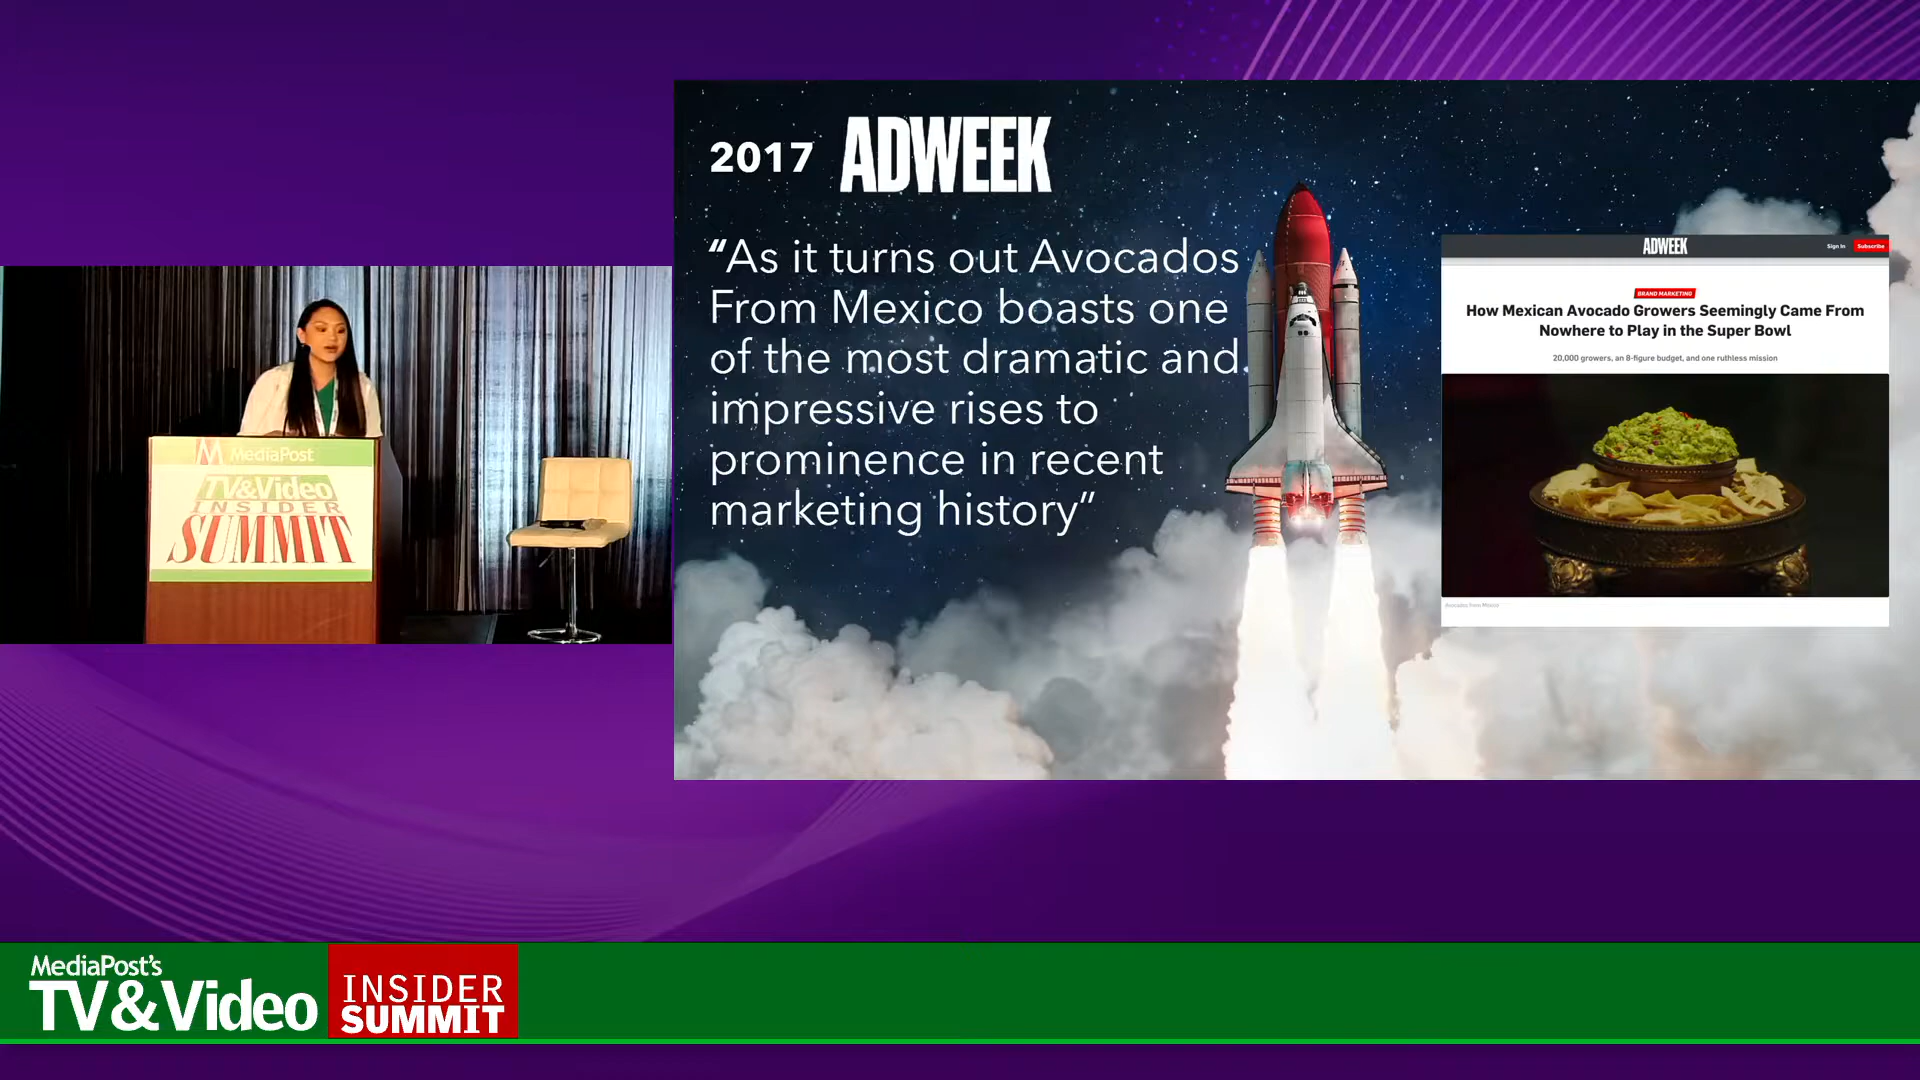 2017 ADWEEK
“As it turns out Avocados
From Mexico boasts one
of the most dramatic and
impressive rises to
prominence in recent
marketing history”
ADWEEK
Sign In
Subscribe
BRAND MARKETING
How Mexican Avocado Growers Seemingly Came From
Nowhere to Play in the Super Bowl
20,000 growers, an 8-figure budget, and one ruthless mission
Avocados from Mexico
MediaPost
TV&Video
INSIDER
SUMMIT
MediaPost's
TV&Video
INSIDER
SUMMIT